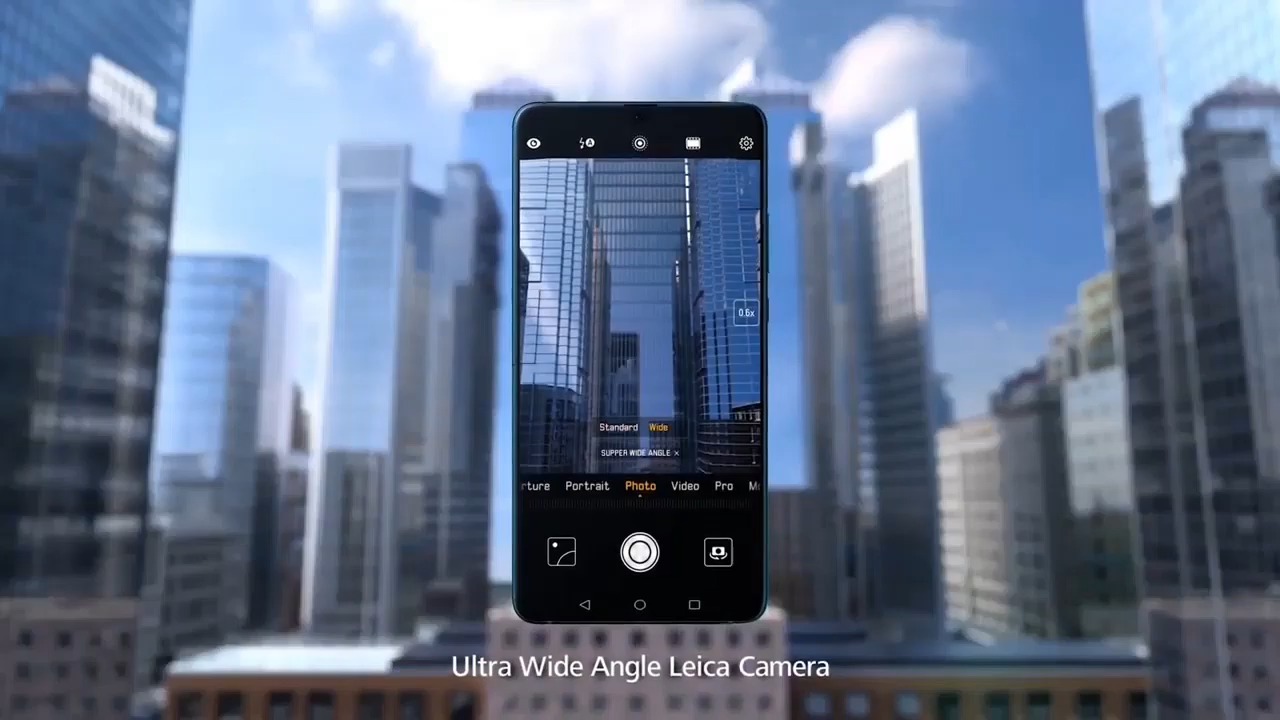 0.6x
Standard Wide
SUPPER WIDE ANGLE ×
rture Portrait Photo Video Pro M
Ultra Wide Angle Leica Camera